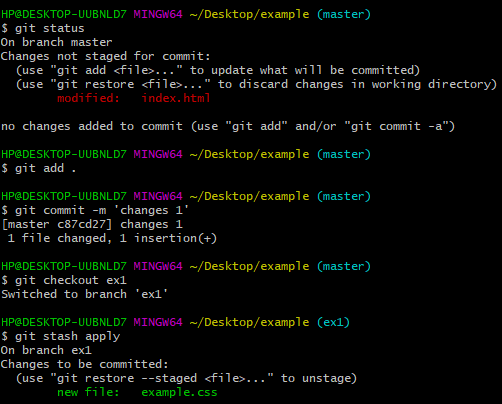 HP@DESKTOP-UUBNLD7 MINGW64 ~/Desktop/example (master)
$ git status
On branch master
Changes not staged for commit:
  (use "git add <file>..." to update what will be committed)
  (use "git restore <file>..." to discard changes in working directory)
        modified:   index.html

no changes added to commit (use "git add" and/or "git commit -a")

HP@DESKTOP-UUBNLD7 MINGW64 ~/Desktop/example (master)
$ git add .

HP@DESKTOP-UUBNLD7 MINGW64 ~/Desktop/example (master)
$ git commit -m 'changes 1'
[master c87cd27] changes 1
 1 file changed, 1 insertion(+)

HP@DESKTOP-UUBNLD7 MINGW64 ~/Desktop/example (master)
$ git checkout ex1
Switched to branch 'ex1'

HP@DESKTOP-UUBNLD7 MINGW64 ~/Desktop/example (ex1)
$ git stash apply
On branch ex1
Changes to be committed:
  (use "git restore --staged <file>..." to unstage)
        new file:   example.css